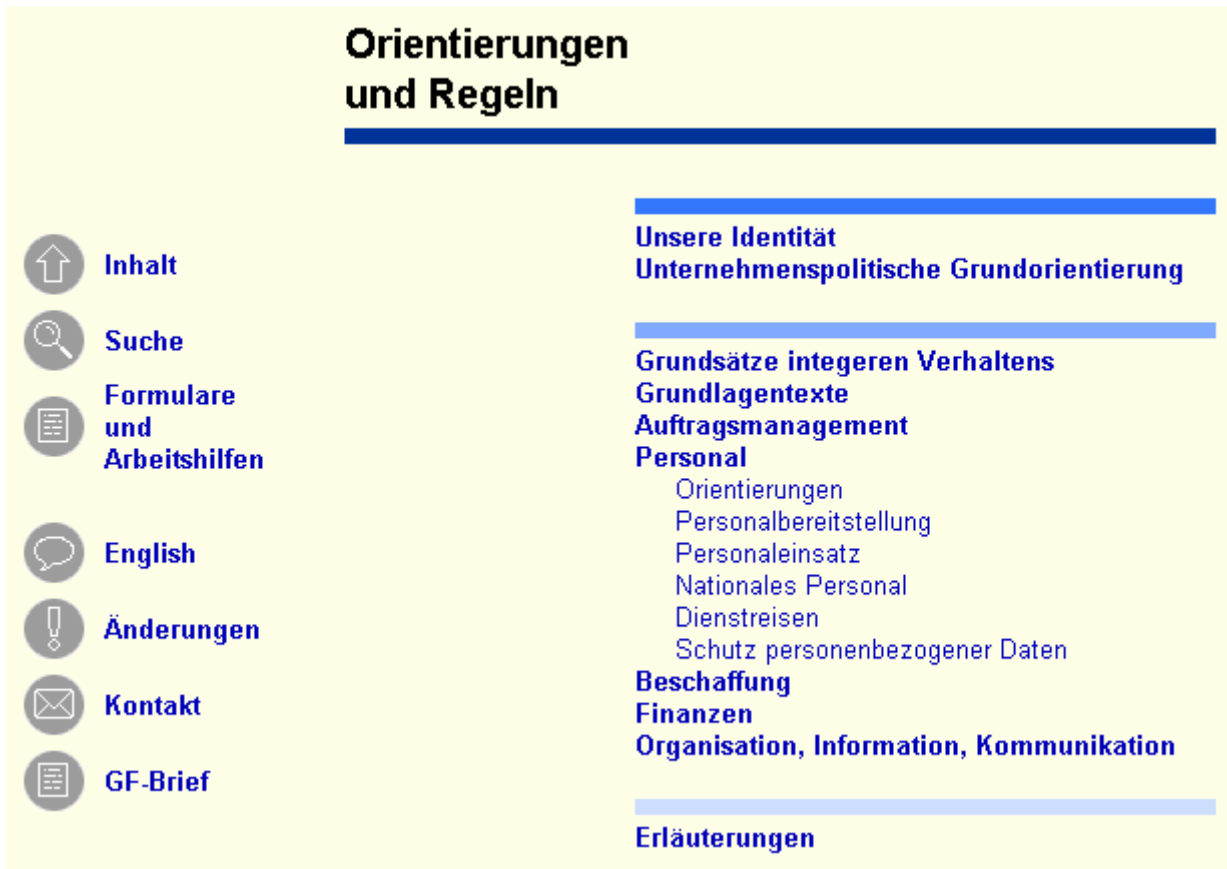 Orientierungen
und Regeln
Inhalt
Suche
Formulare
und
Arbeitshilfen
English
Änderungen
Kontakt
GF-Brief
Unsere Identität
Unternehmenspolitische Grundorientierung
Grundsätze integeren Verhaltens
Grundlagentexte
Auftragsmanagement
Personal
Orientierungen
Personalbereitstellung
Personaleinsatz
Nationales Personal
Dienstreisen
Schutz personenbezogener Daten
Beschaffung
Finanzen
Organisation, Information, Kommunikation
Erläuterungen